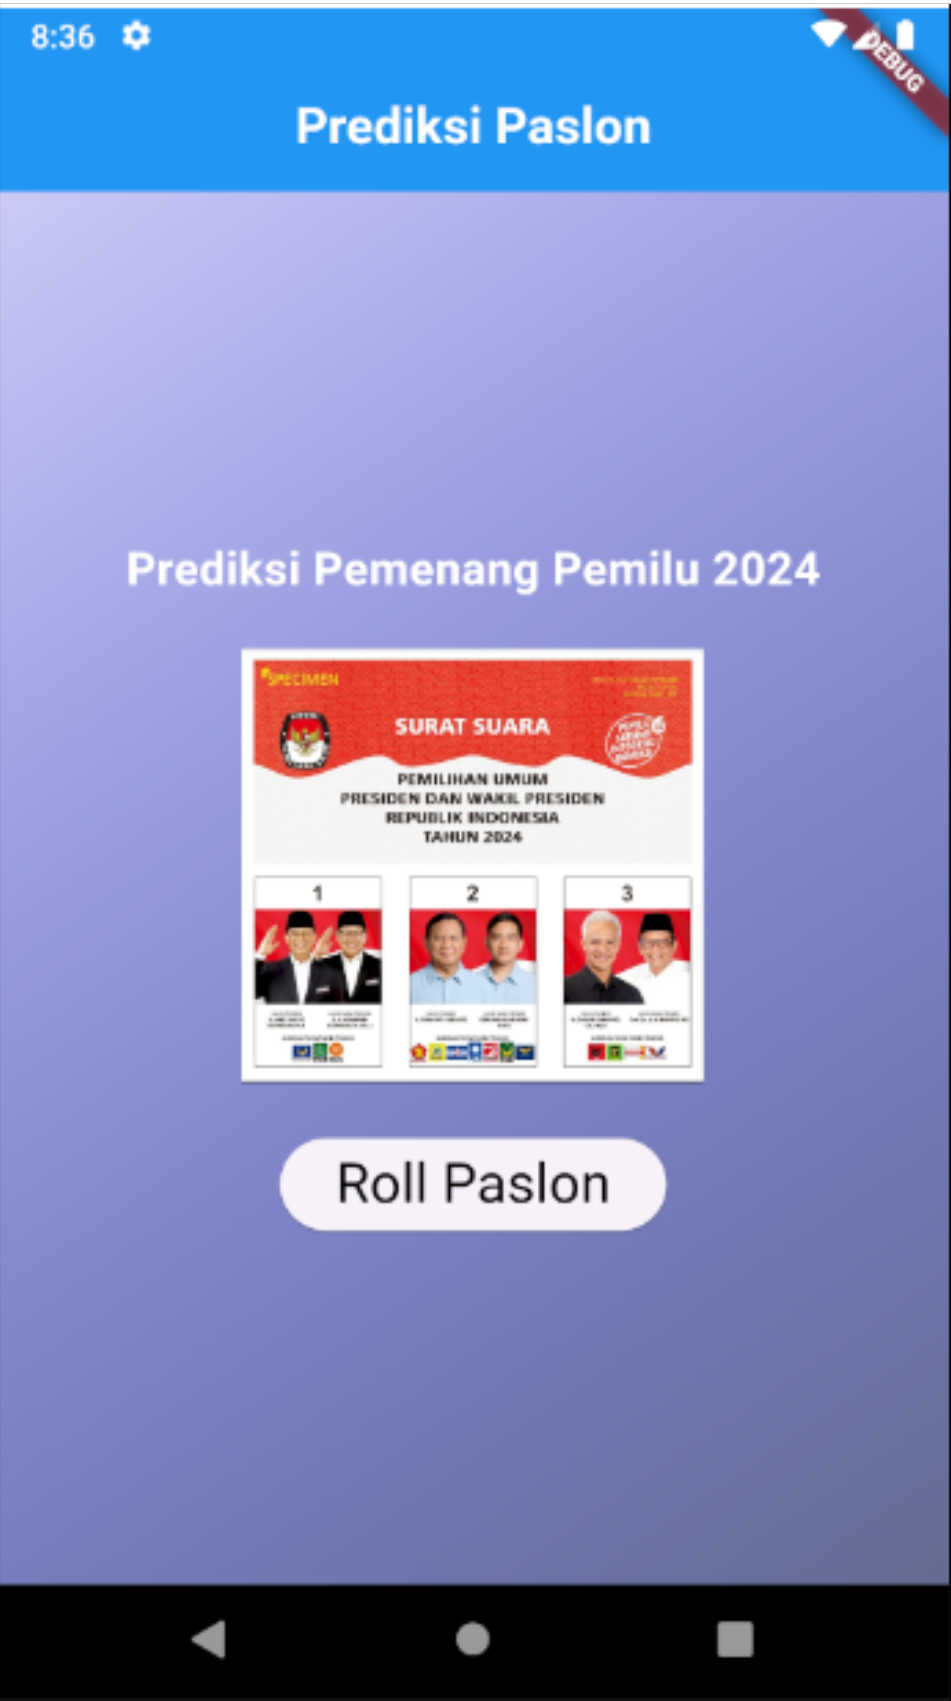 8:36
DEBUG
Prediksi Paslon
Prediksi Pemenang Pemilu 2024
SPECIMEN
SURAT SUARA
PEMILIHAN UMUM
PRESIDEN DAN WAKIL PRESIDEN
REPUBLIK INDONESIA
TAHUN 2024
1
2
3
Roll Paslon